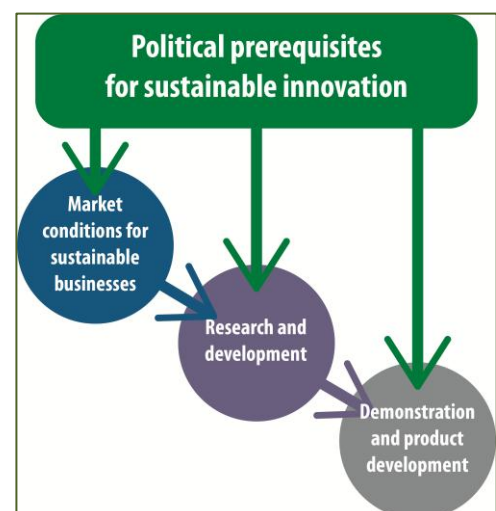 Political prerequisites
for sustainable innovation
Market
conditions for
sustainable
businesses
Research and
development
Demonstration
and product
development